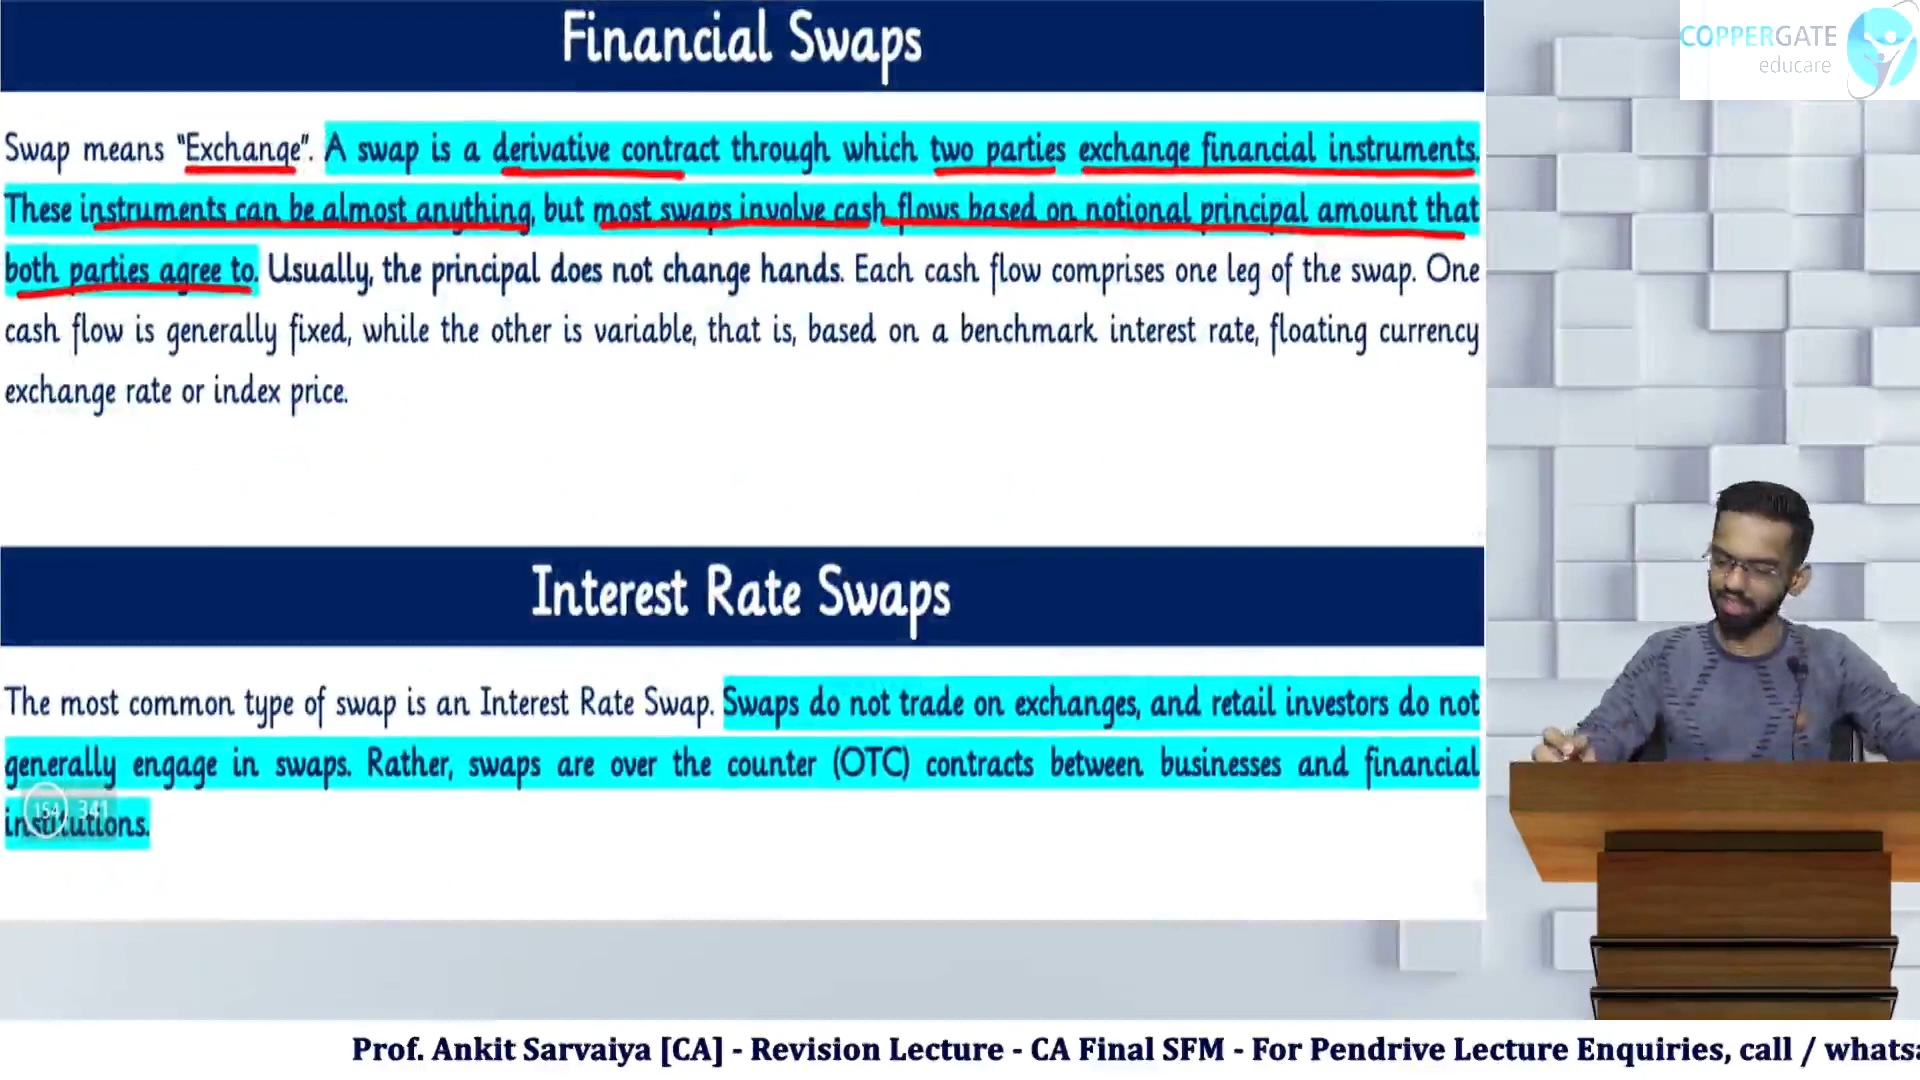 Financial Swaps
COPPERGATE
educare
Swap means "Exchange". A swap is a derivative contract through which two parties exchange financial instruments.
These instruments can be almost anything, but most swaps involve cash flows based on notional principal amount that
both parties agree to. Usually, the principal does not change hands. Each cash flow comprises one leg of the swap. One
cash flow is generally fixed, while the other is variable, that is, based on a benchmark interest rate, floating currency
exchange rate or index price.
Interest Rate Swaps
The most common type of swap is an Interest Rate Swap. Swaps do not trade on exchanges, and retail investors do not
generally engage in swaps. Rather, swaps are over the counter (OTC) contracts between businesses and financial
institutions.
154 341
Prof. Ankit Sarvaiya [CA] - Revision Lecture - CA Final SFM - For Pendrive Lecture Enquiries, call / whatsa